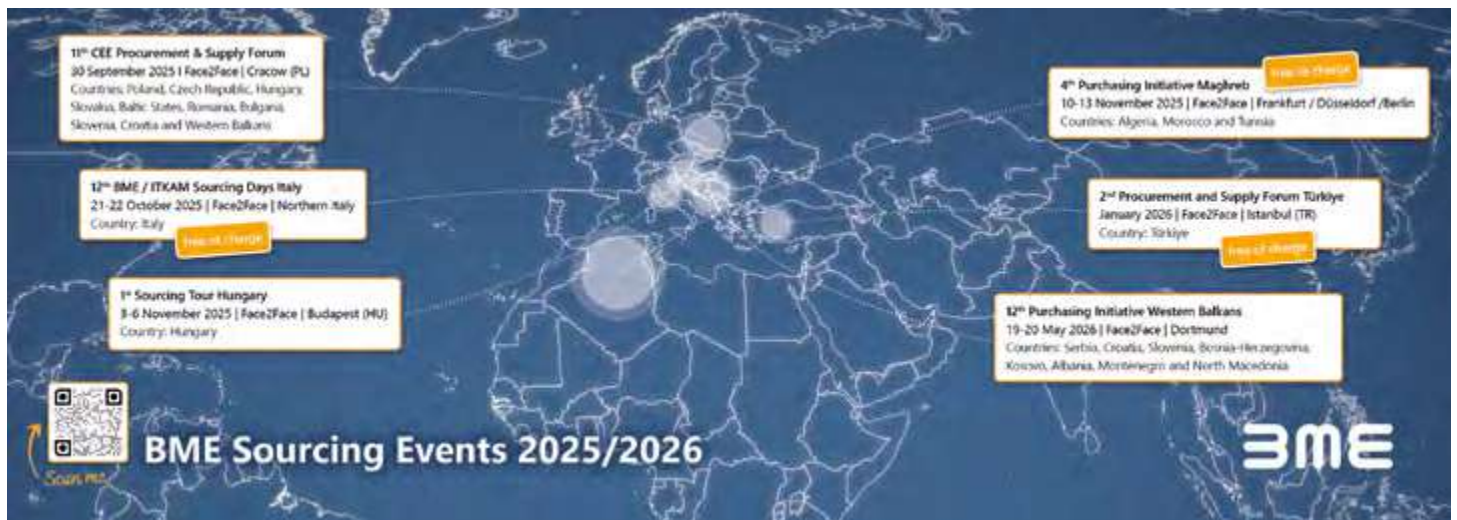 11th CEE Procurement & Supply Forum
30 September 2025 I Face2Face | Cracow (PL)
Countries: Poland, Czech Republic, Hungary,
Slovakia, Baltic States, Romania, Bulgaria,
Slovenia, Croatia and Western Balkans
12th BME / ITKAM Sourcing Days Italy
21-22 October 2025 | Face2Face | Northern Italy
Country: Italy
free of charge
1st Sourcing Tour Hungary
3-6 November 2025 | Face2Face | Budapest (HU)
Country: Hungary
free of charge
4th Purchasing Initiative Maghreb
10-13 November 2025 | Face2Face | Frankfurt / Düsseldorf /Berlin
Countries: Algeria, Morocco and Tunisia
2nd Procurement and Supply Forum Türkiye
January 2026 | Face2Face | Istanbul (TR)
Country: Türkiye
free of charge
12th Purchasing Initiative Western Balkans
19-20 May 2026 | Face2Face | Dortmund
Countries: Serbia, Croatia, Slovenia, Bosnia-Herzegovina,
Kosovo, Albania, Montenegro and North Macedonia
Scan me
BME Sourcing Events 2025/2026
BME